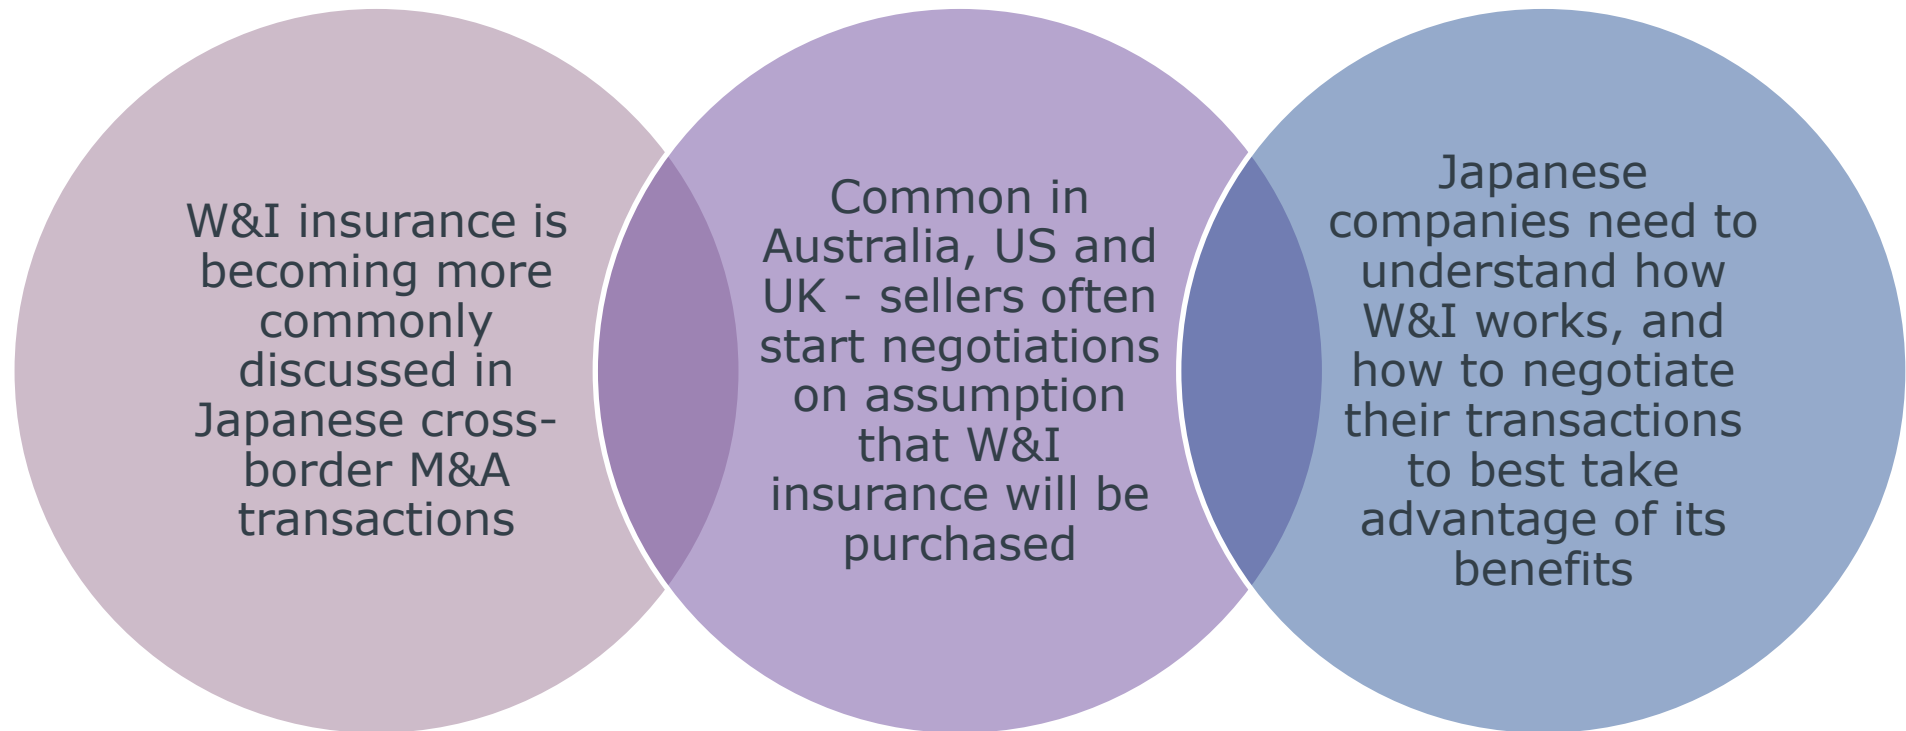 W&I insurance is
becoming more
commonly
discussed in
Japanese cross-
border M&A
transactions
Common in
Australia, US and
UK - sellers often
start negotiations
on assumption
that W&I
insurance will be
purchased
Japanese
companies need to
understand how
W&I works, and
how to negotiate
their transactions
to best take
advantage of its
benefits